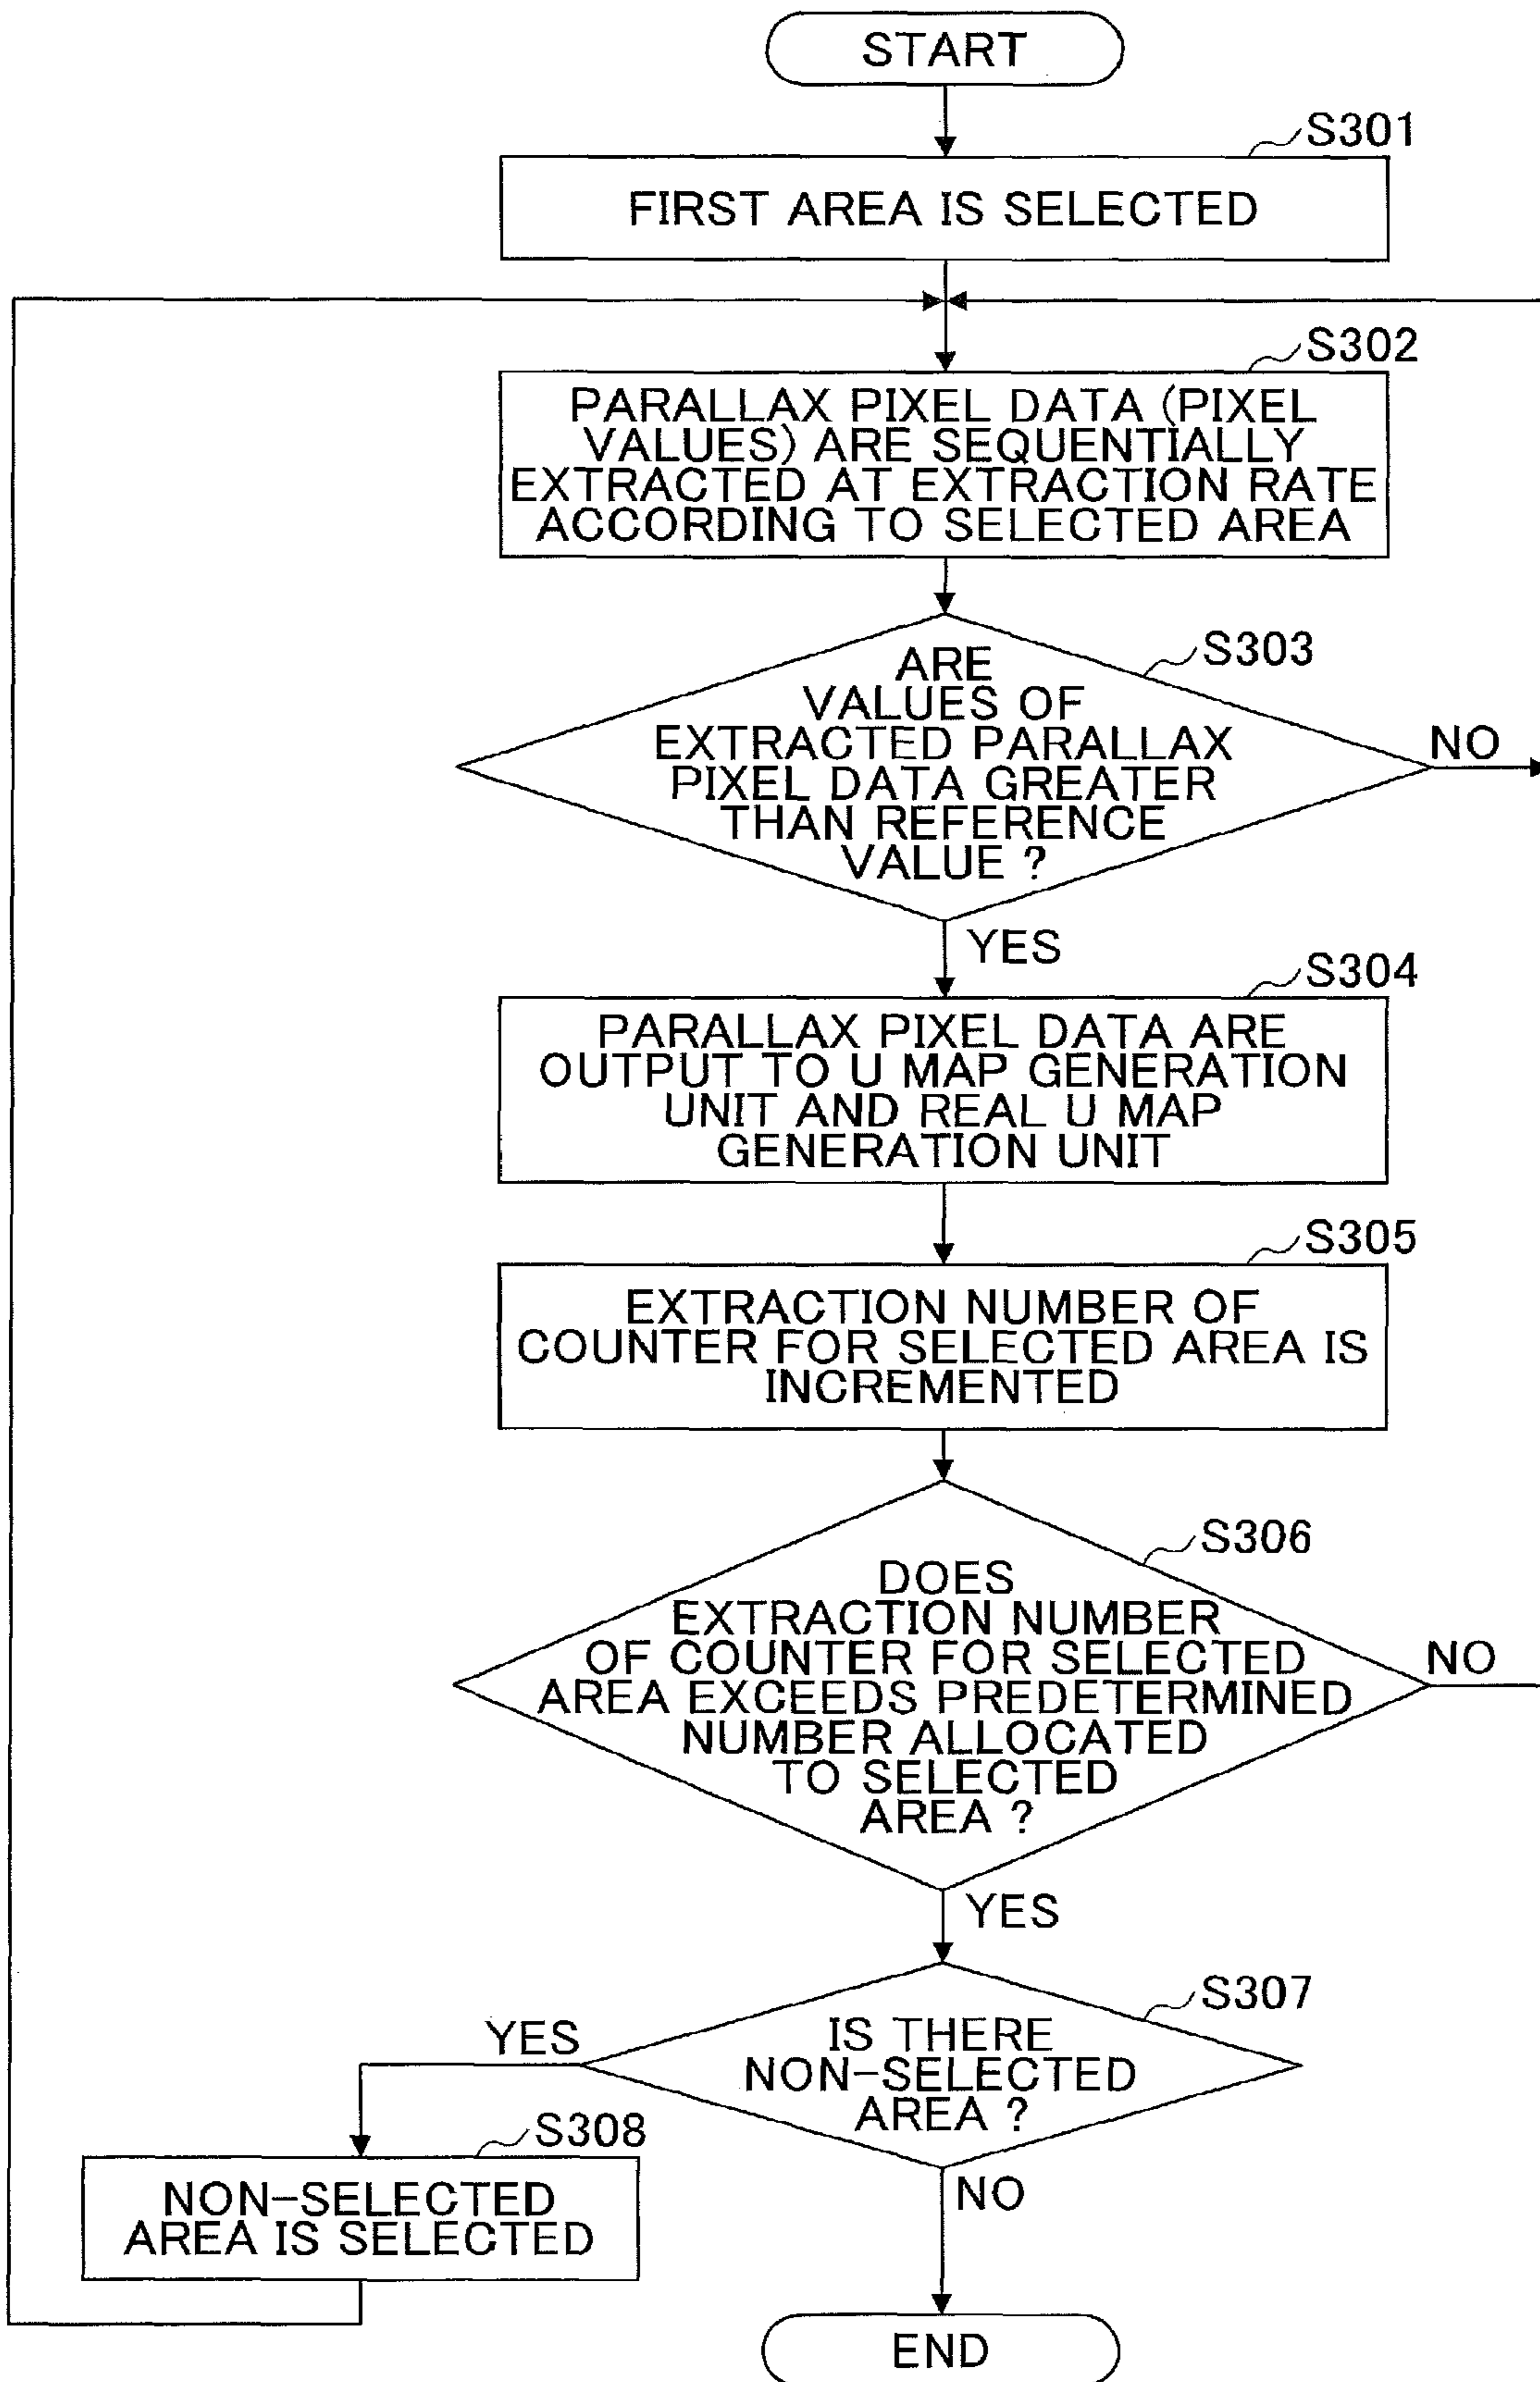 START
S301
FIRST AREA IS SELECTED
S302
PARALLAX PIXEL DATA (PIXEL
VALUES) ARE SEQUENTIALLY
EXTRACTED AT EXTRACTION RATE
ACCORDING TO SELECTED AREA
S303
ARE
VALUES OF
EXTRACTED PARALLAX
PIXEL DATA GREATER
THAN REFERENCE
VALUE ?
NO
YES
S304
PARALLAX PIXEL DATA ARE
OUTPUT TO U MAP GENERATION
UNIT AND REAL U MAP
GENERATION UNIT
S305
EXTRACTION NUMBER OF
COUNTER FOR SELECTED AREA IS
INCREMENTED
S306
DOES
EXTRACTION NUMBER
OF COUNTER FOR SELECTED
AREA EXCEEDS PREDETERMINED
NUMBER ALLOCATED
TO SELECTED
AREA ?
NO
YES
S307
IS THERE
NON-SELECTED
AREA ?
YES
S308
NON-SELECTED
AREA IS SELECTED
NO
END